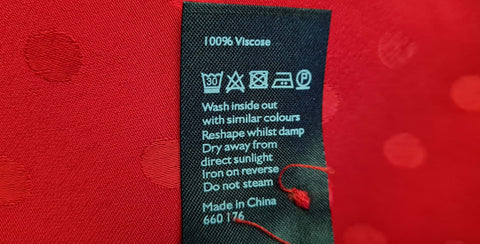 100% Viscose
30 P
Wash inside out
with similar colours
Reshape whilst damp
Dry away from
direct sunlight
Iron on reverse
Do not steam
Made in China
660 176